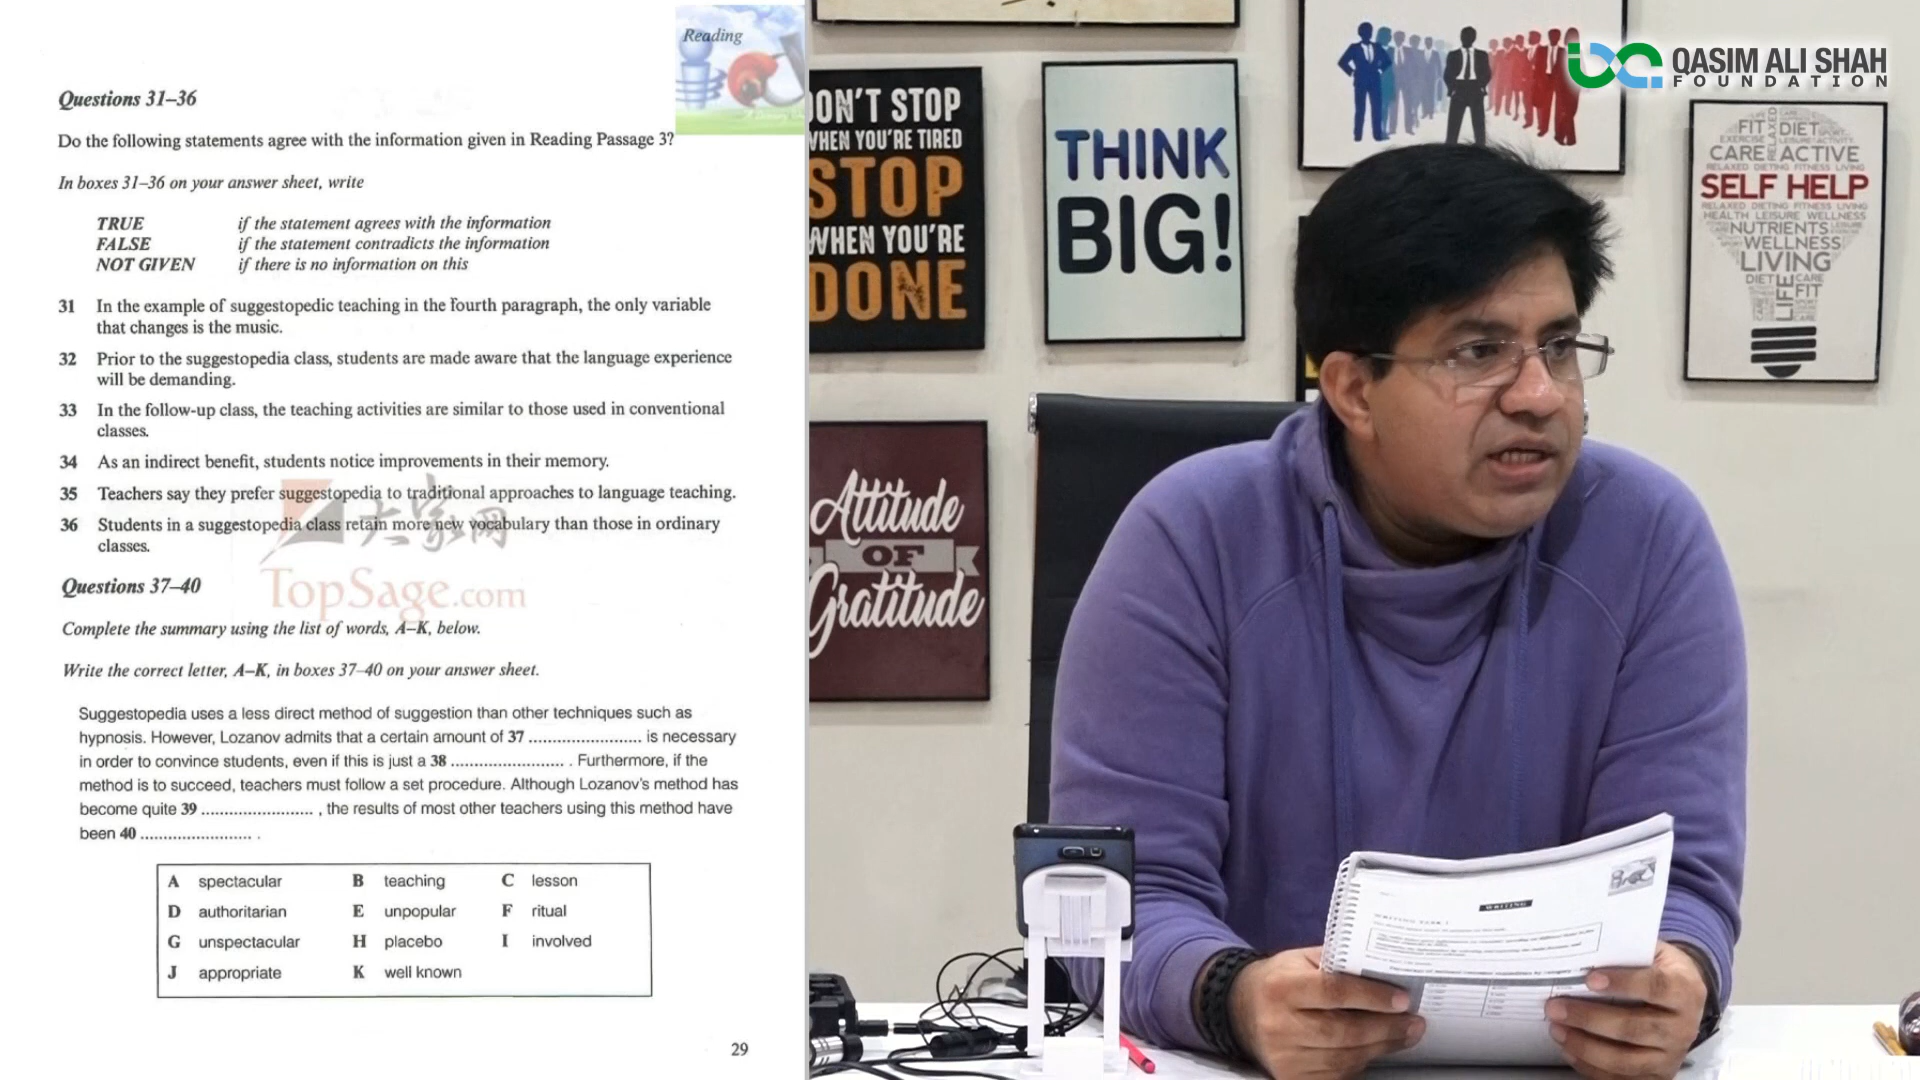 Reading
Questions 31–36
Do the following statements agree with the information given in Reading Passage 3?
In boxes 31–36 on your answer sheet, write
TRUE if the statement agrees with the information
FALSE if the statement contradicts the information
NOT GIVEN if there is no information on this
31 In the example of suggestopedic teaching in the fourth paragraph, the only variable
that changes is the music.
32 Prior to the suggestopedia class, students are made aware that the language experience
will be demanding.
33 In the follow-up class, the teaching activities are similar to those used in conventional
classes.
34 As an indirect benefit, students notice improvements in their memory.
35 Teachers say they prefer suggestopedia to traditional approaches to language teaching.
36 Students in a suggestopedia class retain more new vocabulary than those in ordinary
classes.
大家网
TopSage.com
Questions 37–40
Complete the summary using the list of words, A–K, below.
Write the correct letter, A–K, in boxes 37–40 on your answer sheet.
Suggestopedia uses a less direct method of suggestion than other techniques such as
hypnosis. However, Lozanov admits that a certain amount of 37 ........................ is necessary
in order to convince students, even if this is just a 38 ........................ . Furthermore, if the
method is to succeed, teachers must follow a set procedure. Although Lozanov's method has
become quite 39 ........................ , the results of most other teachers using this method have
been 40 ........................ .
A spectacular B teaching C lesson
D authoritarian E unpopular F ritual
G unspectacular H placebo I involved
J appropriate K well known
29
QASIM ALI SHAH
FOUNDATION
DON'T STOP
WHEN YOU'RE TIRED
STOP
WHEN YOU'RE
DONE
THINK
BIG!
Attitude
OF
Gratitude
FIT DIET
RELAXED
CARE ACTIVE
SELF HELP
HEALTH LEISURE WELLNESS
NUTRIENTS
WELLNESS
LIVING
DIET CARE
LIFE FIT
WRITING
WRITING TASK 1